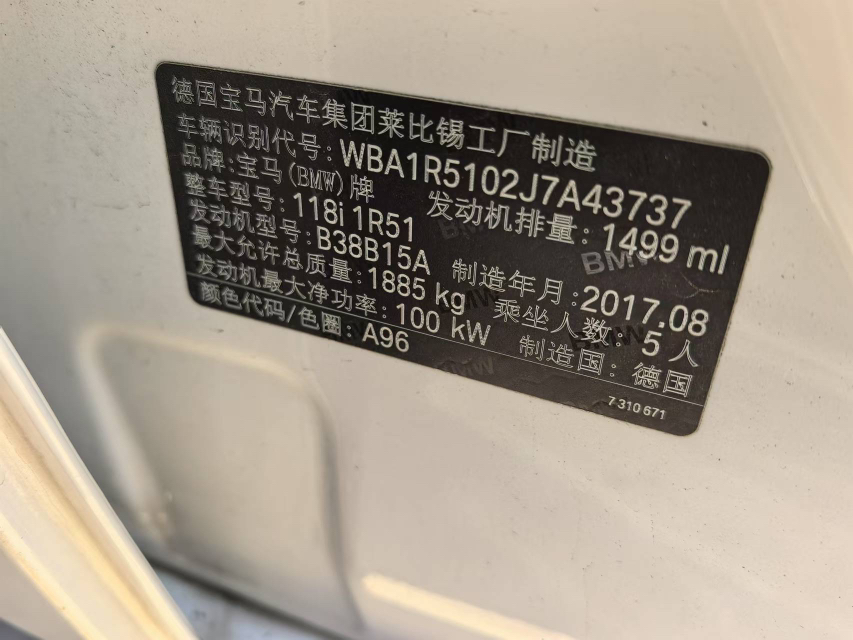 德国宝马汽车集团莱比锡工厂制造
车辆识别代号: WBA1R5102J7A43737
品牌: 宝马(BMW)牌 发动机排量: 1499 ml
整车型号: 118i 1R51
发动机型号: B38B15A 制造年月: 2017.08
最大允许总质量: 1885 kg 乘坐人数: 5 人
发动机最大净功率: 100 kW 制造国: 德国
颜色代码/色圈: A96
7 310 671